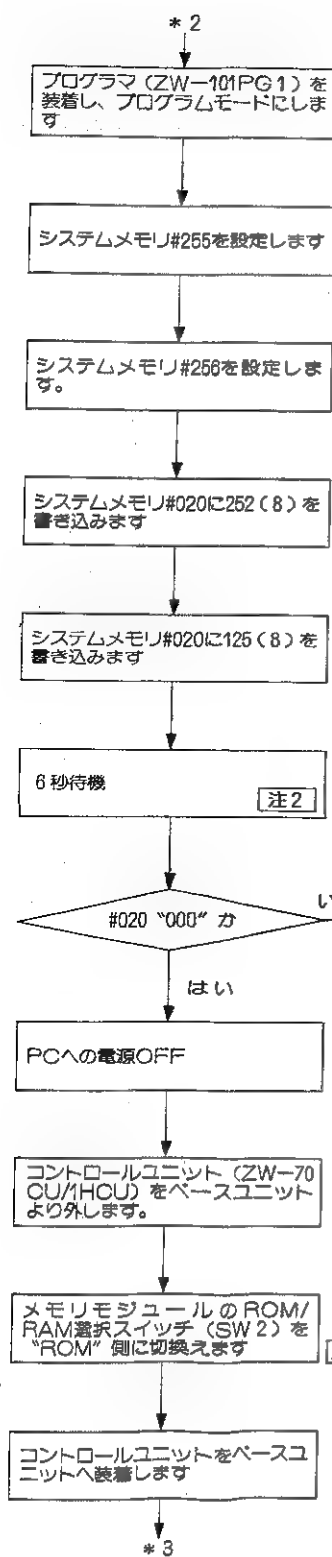 *2
プログラマ（ZW－101PG1）を
装着し、プログラムモードにしま
す
システムメモリ#255を設定します
システムメモリ#256を設定しま
す。
システムメモリ#020に252（8）を
書き込みます
システムメモリ#020に125（8）を
書き込みます
6秒待機
注2
#020 “000” か
い
はい
PCへの電源OFF
コントロールユニット（ZW－70
CU/1HCU）をベースユニット
より外します。
メモリモジュールのROM/
RAM選択スイッチ（SW2）を
“ROM” 側に切換えます
コントロールユニットをベースユ
ニットへ装着します
*3